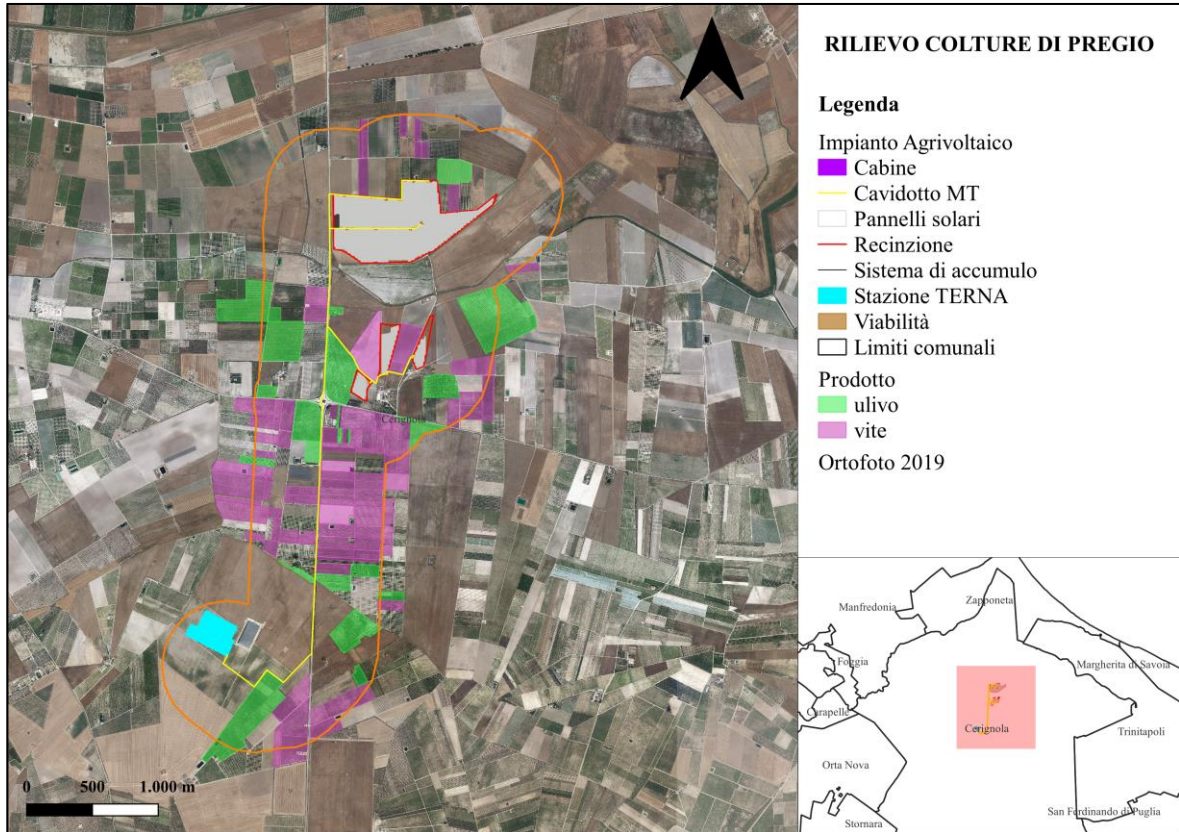 RILIEVO COLTURE DI PREGIO
Legenda
Impianto Agrivoltaico
Cabine
Cavidotto MT
Pannelli solari
Recinzione
Sistema di accumulo
Stazione TERNA
Viabilità
Limiti comunali
Prodotto
ulivo
vite
Ortofoto 2019
Cerignola
0 500 1.000 m
Manfredonia
Zapponeta
Foggia
Margherita di Savoia
Carapelle
Cerignola
Trinitapoli
Orta Nova
San Ferdinando di Puglia
Stornara